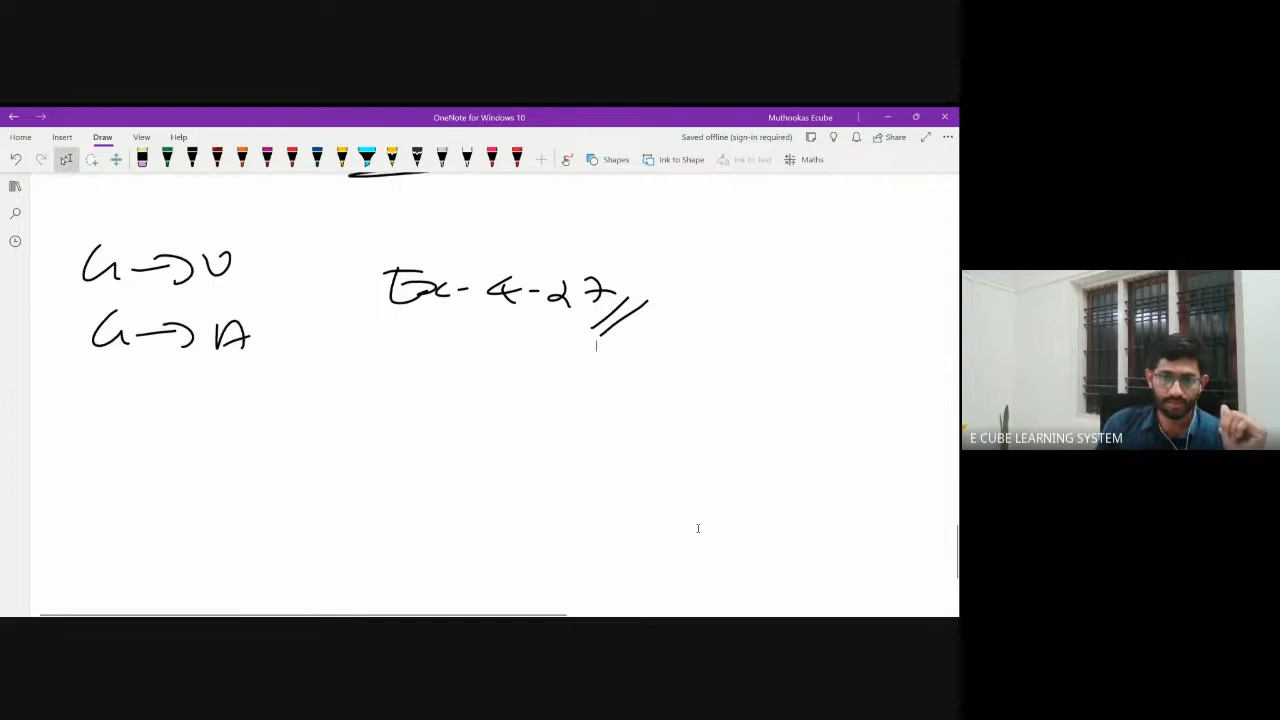 OneNote for Windows 10
Muthookas Ecube
Home Insert Draw View Help
Saved offline (sign-in required)
Share
Shapes
Ink to Shape
Ink to Text
Maths
G → U
G → A
Ex-4-27
E CUBE LEARNING SYSTEM